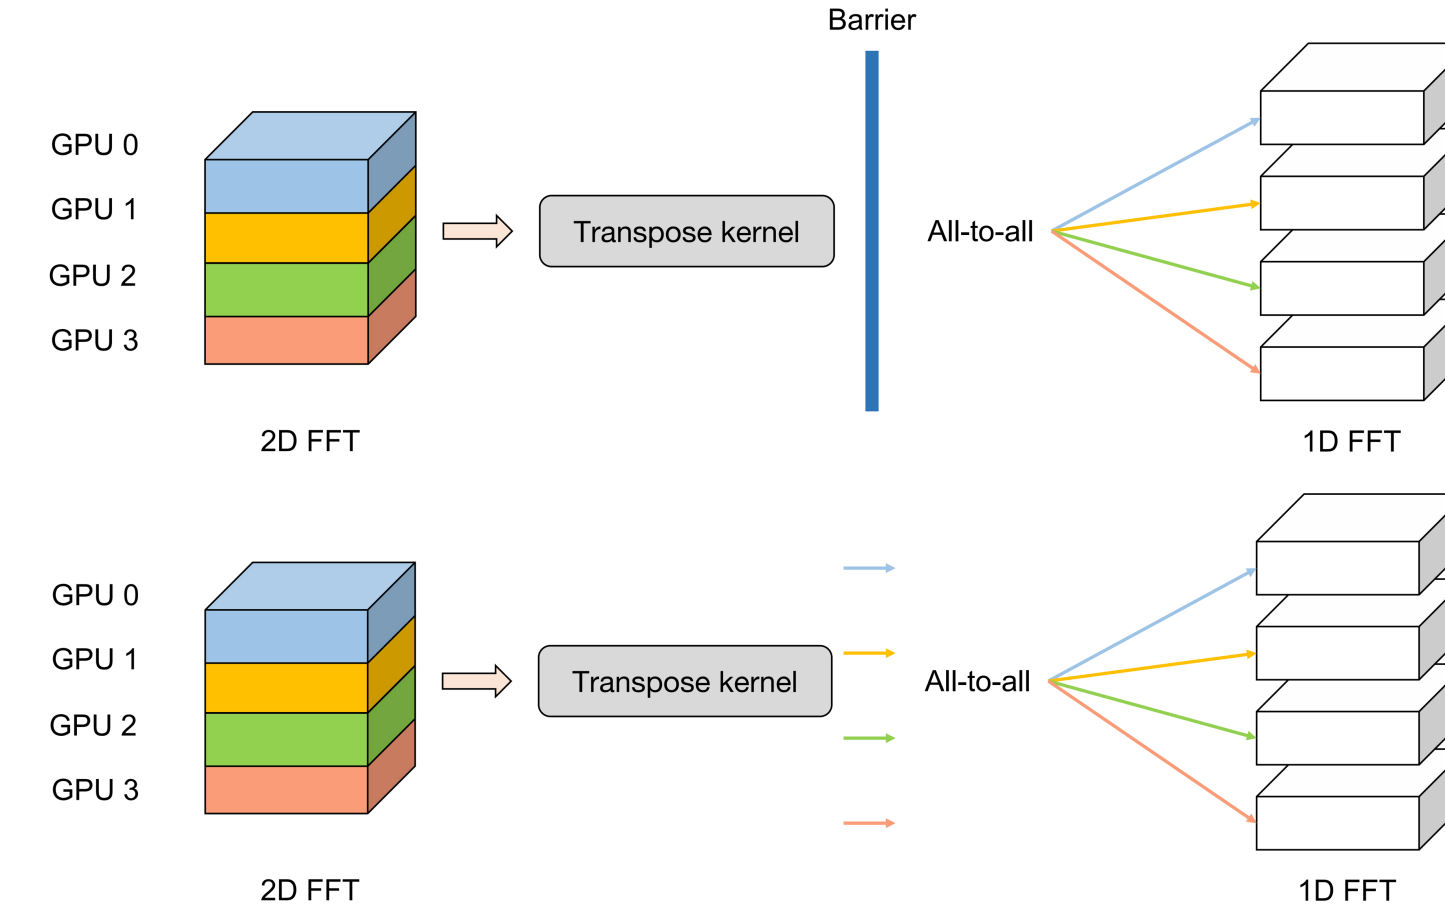 Barrier
GPU 0
GPU 1
GPU 2
GPU 3
Transpose kernel
All-to-all
2D FFT
1D FFT
GPU 0
GPU 1
GPU 2
GPU 3
Transpose kernel
All-to-all
2D FFT
1D FFT